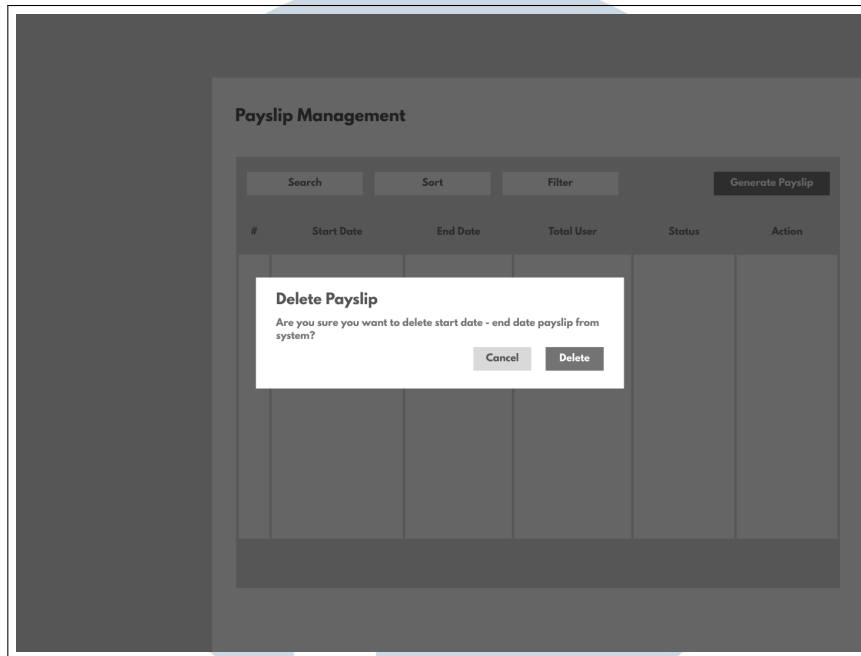 Payslip Management
Search Sort Filter Generate Payslip
# Start Date End Date Total User Status Action
Delete Payslip
Are you sure you want to delete start date - end date payslip from
system?
Cancel Delete